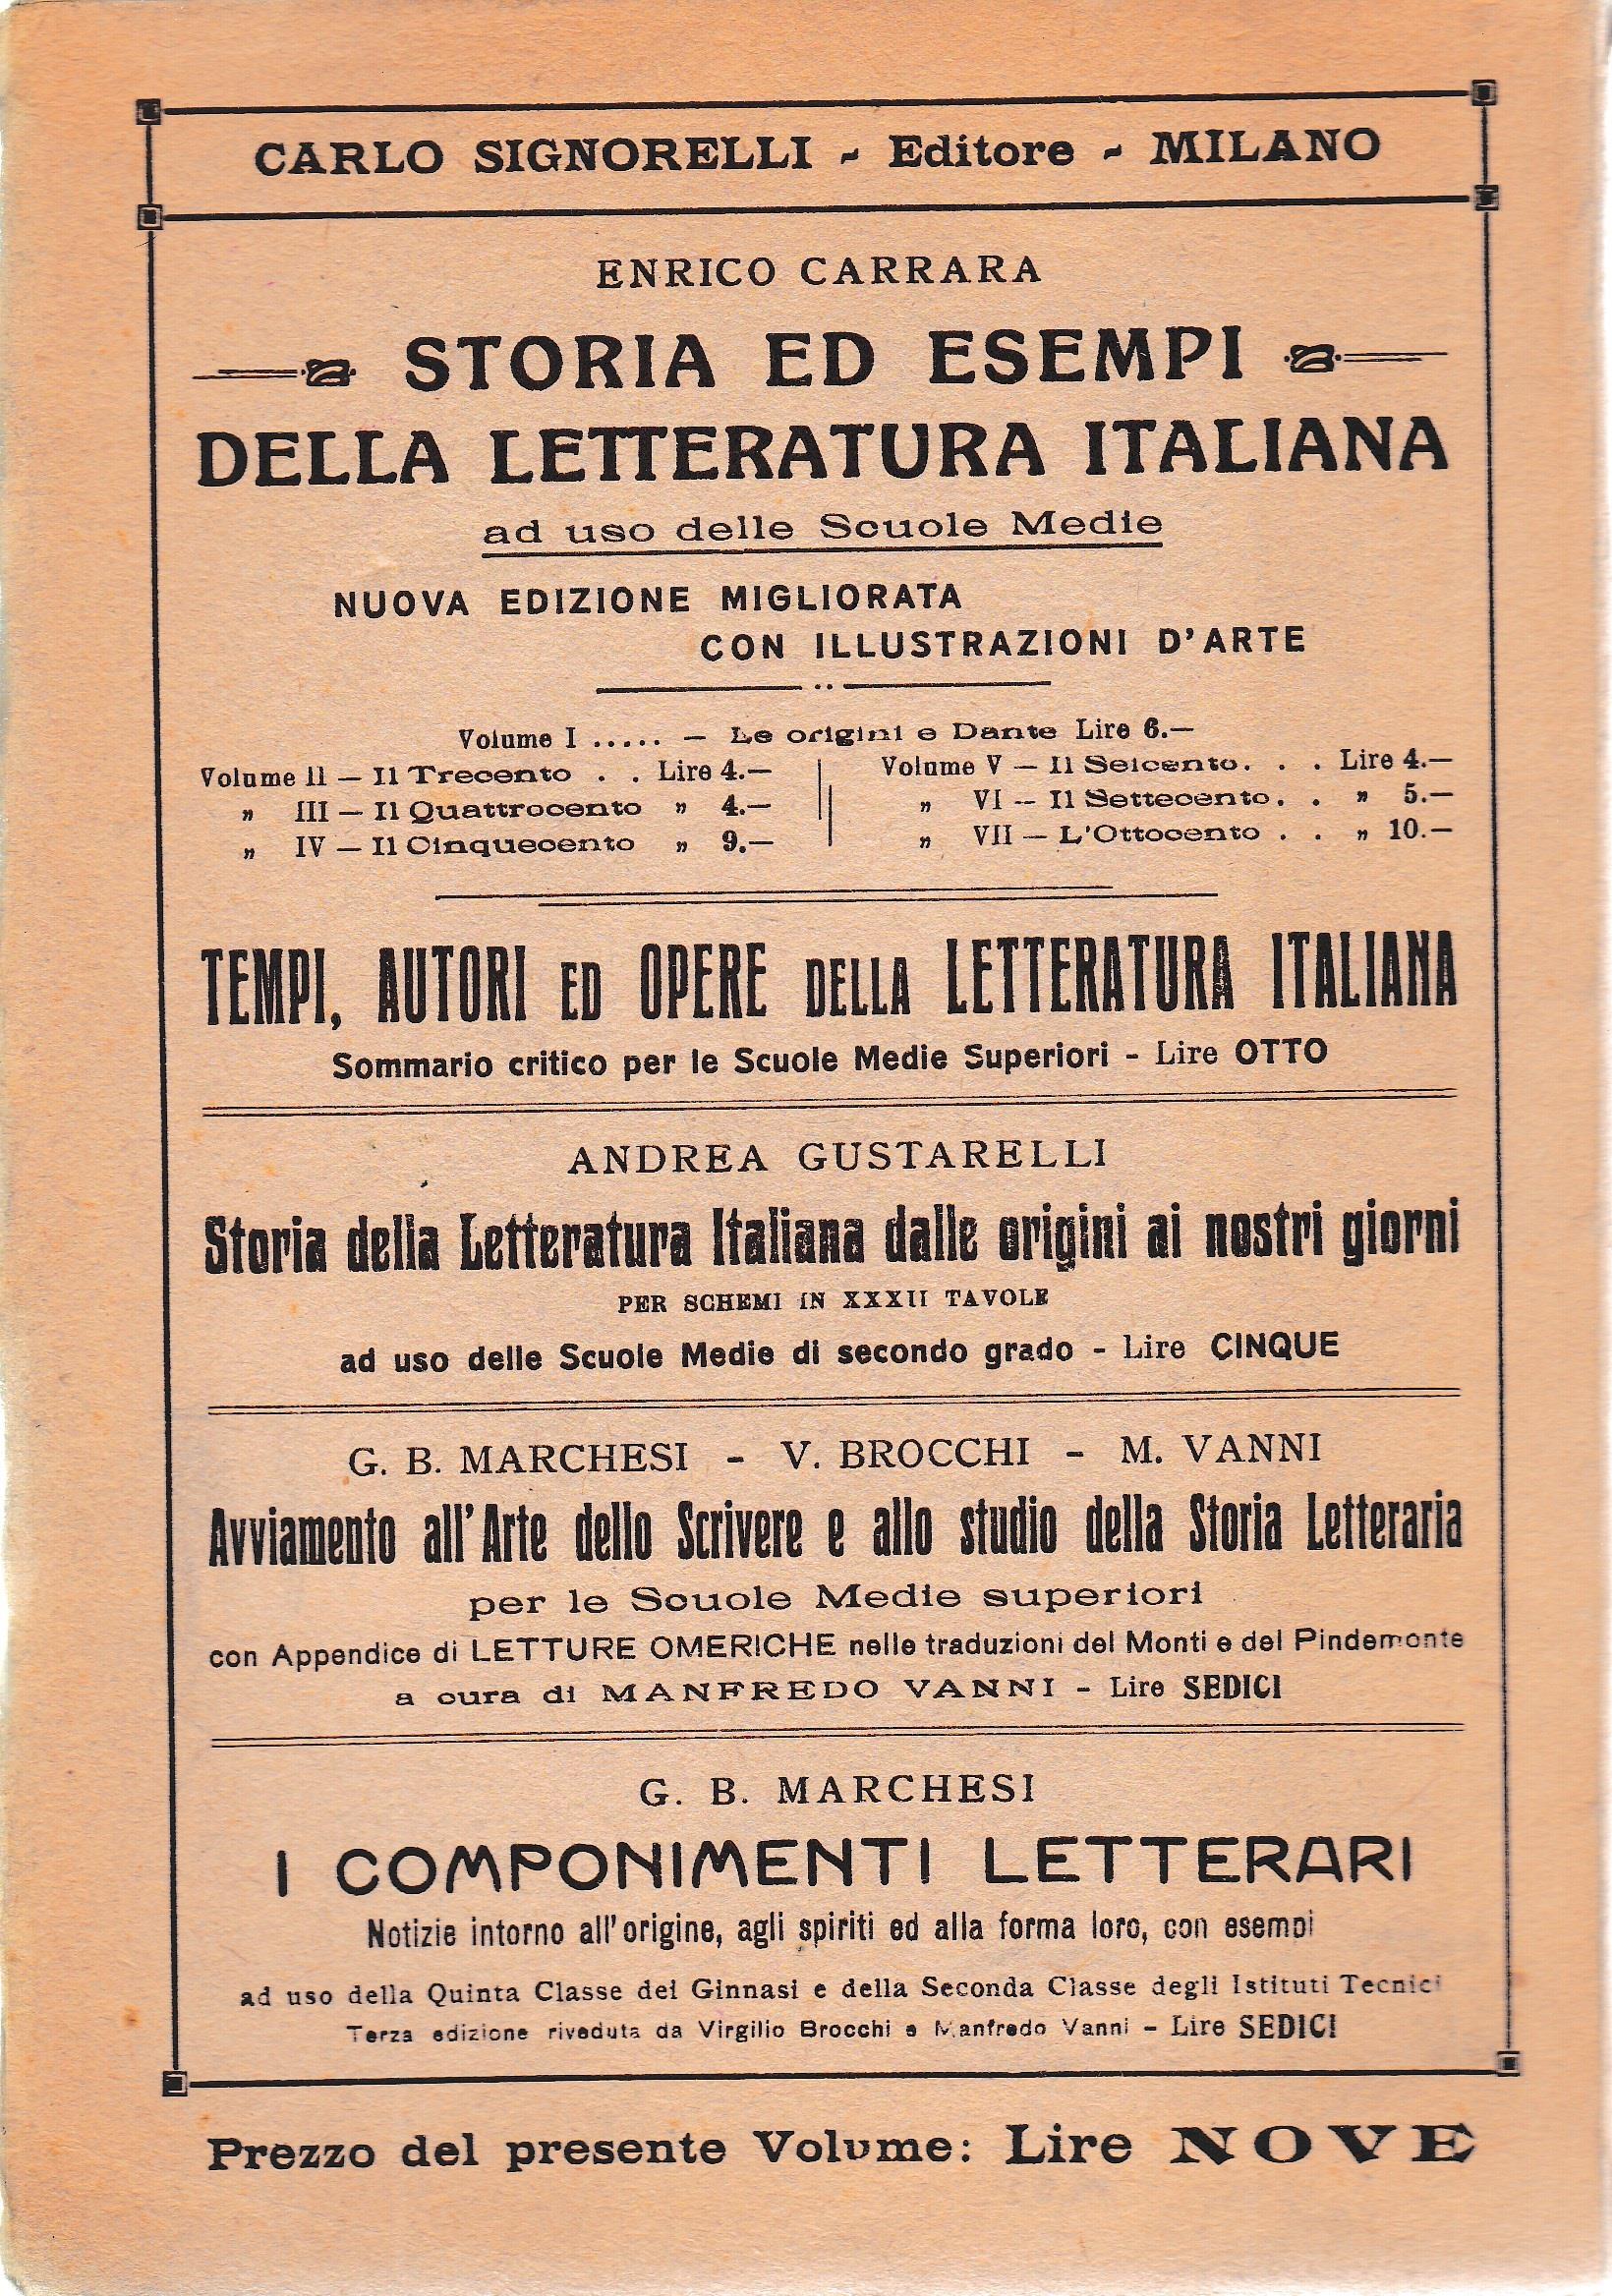 CARLO SIGNORELLI - Editore - MILANO
ENRICO CARRARA
STORIA ED ESEMPI
DELLA LETTERATURA ITALIANA
ad uso delle Scuole Medie
NUOVA EDIZIONE MIGLIORATA
CON ILLUSTRAZIONI D'ARTE
Volume I ..... — Le origini e Dante Lire 6.—
Volume II — Il Trecento . . Lire 4.—
„ III — Il Quattrocento „ 4.—
„ IV — Il Cinquecento „ 9.—
Volume V — Il Seicento. . . Lire 4.—
„ VI — Il Settecento. . „ 5.—
„ VII — L'Ottocento . . „ 10.—
TEMPI, AUTORI ED OPERE DELLA LETTERATURA ITALIANA
Sommario critico per le Scuole Medie Superiori - Lire OTTO
ANDREA GUSTARELLI
Storia della Letteratura Italiana dalle origini ai nostri giorni
PER SCHEMI IN XXXII TAVOLE
ad uso delle Scuole Medie di secondo grado - Lire CINQUE
G. B. MARCHESI - V. BROCCHI - M. VANNI
Avviamento all'Arte dello Scrivere e allo studio della Storia Letteraria
per le Scuole Medie superiori
con Appendice di LETTURE OMERICHE nelle traduzioni del Monti e del Pindemonte
a cura di MANFREDO VANNI - Lire SEDICI
G. B. MARCHESI
I COMPONIMENTI LETTERARI
Notizie intorno all'origine, agli spiriti ed alla forma loro, con esempi
ad uso della Quinta Classe dei Ginnasi e della Seconda Classe degli Istituti Tecnici
Terza edizione riveduta da Virgilio Brocchi e Manfredo Vanni - Lire SEDICI
Prezzo del presente Volume: Lire NOVE